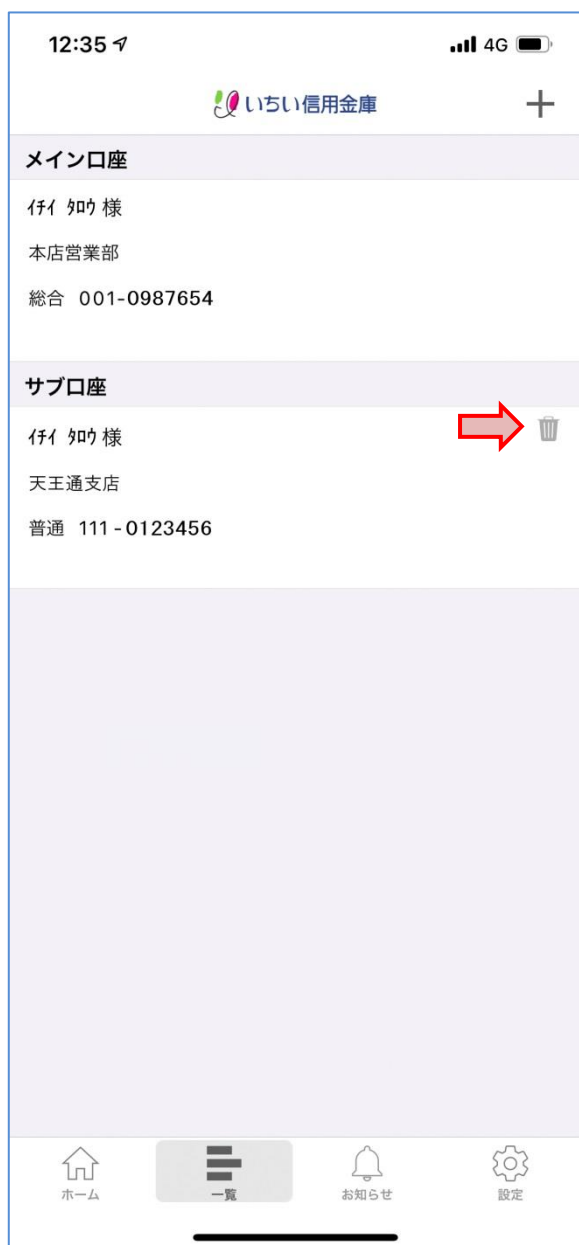 12:35
4G
いちい信用金庫
メイン口座
ｲﾁｲ ﾀﾛｳ 様
本店営業部
総合 001-0987654
サブ口座
ｲﾁｲ ﾀﾛｳ 様
天王通支店
普通 111-0123456
ホーム
一覧
お知らせ
設定